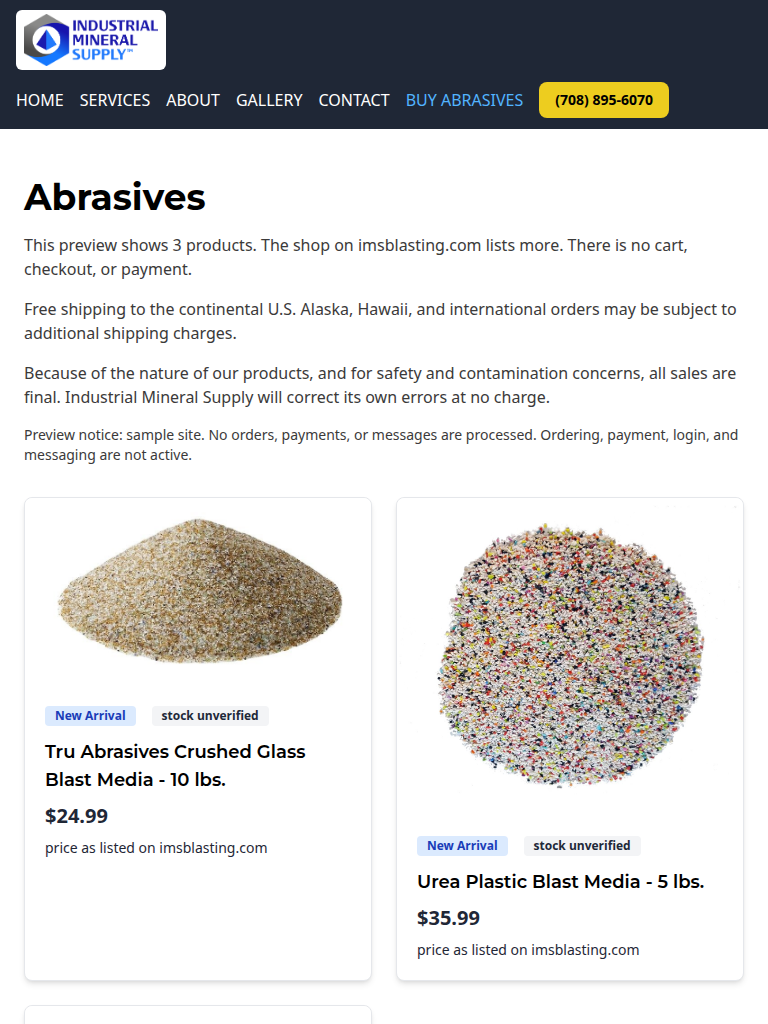 INDUSTRIAL
MINERAL
SUPPLY™
HOME SERVICES ABOUT GALLERY CONTACT BUY ABRASIVES (708) 895-6070
Abrasives
This preview shows 3 products. The shop on imsblasting.com lists more. There is no cart,
checkout, or payment.
Free shipping to the continental U.S. Alaska, Hawaii, and international orders may be subject to
additional shipping charges.
Because of the nature of our products, and for safety and contamination concerns, all sales are
final. Industrial Mineral Supply will correct its own errors at no charge.
Preview notice: sample site. No orders, payments, or messages are processed. Ordering, payment, login, and
messaging are not active.
New Arrival stock unverified
Tru Abrasives Crushed Glass
Blast Media - 10 lbs.
$24.99
price as listed on imsblasting.com
New Arrival stock unverified
Urea Plastic Blast Media - 5 lbs.
$35.99
price as listed on imsblasting.com